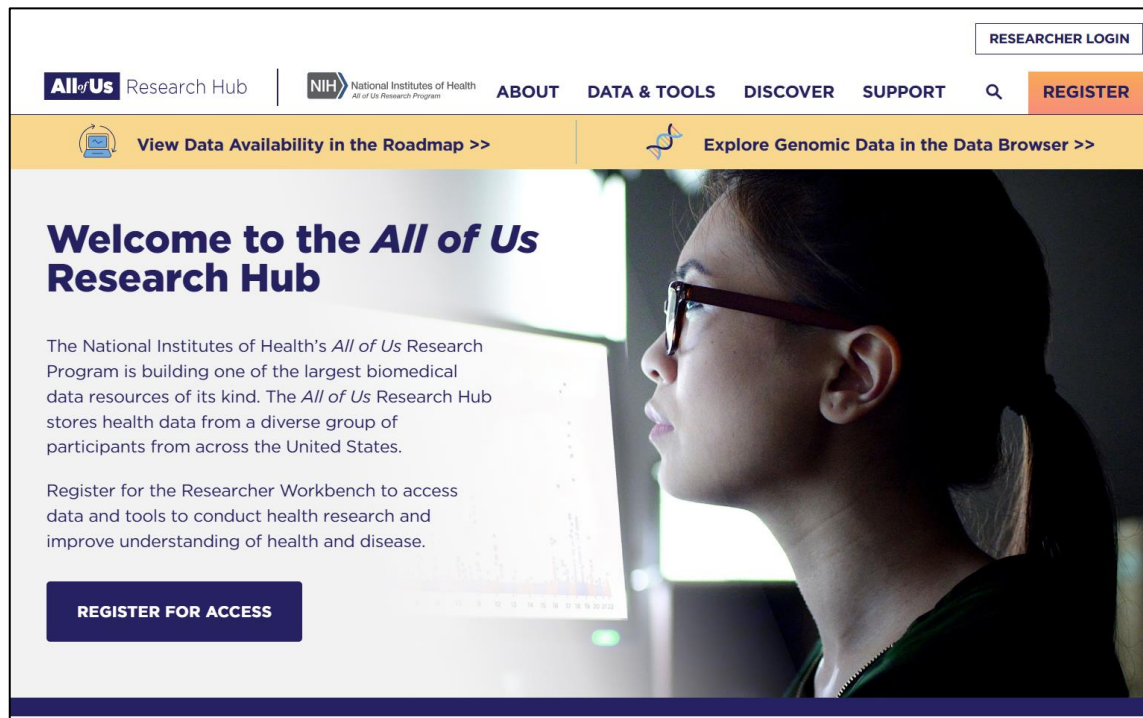 RESEARCHER LOGIN
All of Us Research Hub
NIH National Institutes of Health
All of Us Research Program
ABOUT DATA & TOOLS DISCOVER SUPPORT REGISTER
View Data Availability in the Roadmap >>
Explore Genomic Data in the Data Browser >>
Welcome to the All of Us
Research Hub
The National Institutes of Health’s All of Us Research
Program is building one of the largest biomedical
data resources of its kind. The All of Us Research Hub
stores health data from a diverse group of
participants from across the United States.
Register for the Researcher Workbench to access
data and tools to conduct health research and
improve understanding of health and disease.
REGISTER FOR ACCESS